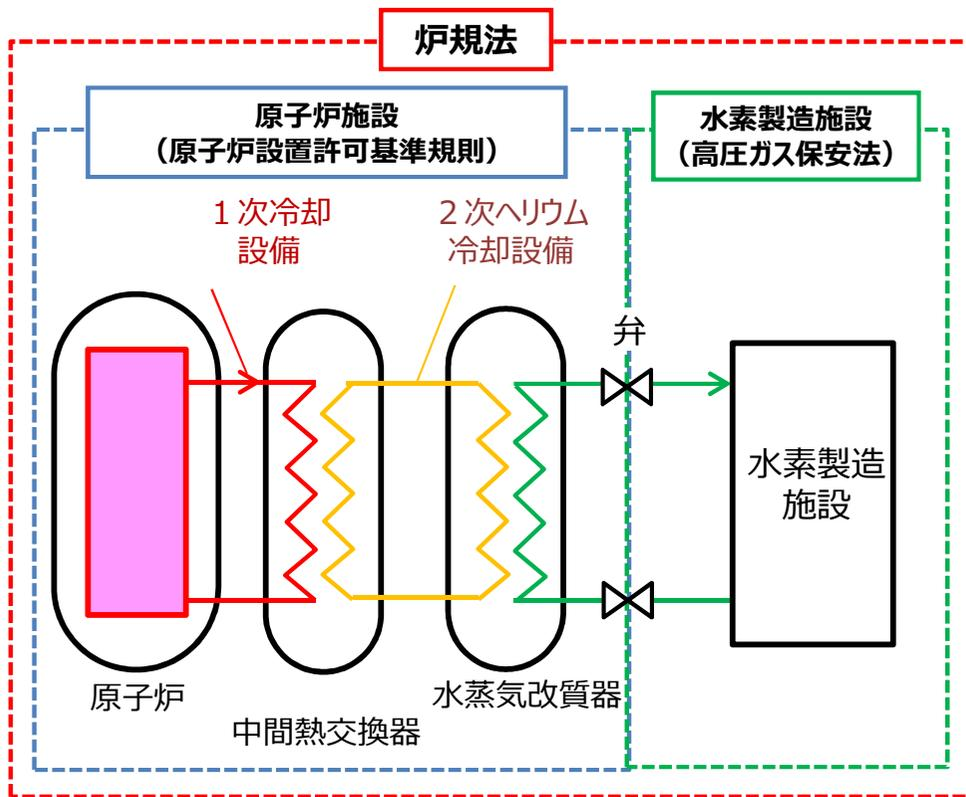 炉規法
原子炉施設
（原子炉設置許可基準規則）
水素製造施設
（高圧ガス保安法）
１次冷却
設備
２次ヘリウム
冷却設備
弁
水素製造
施設
原子炉
中間熱交換器
水蒸気改質器